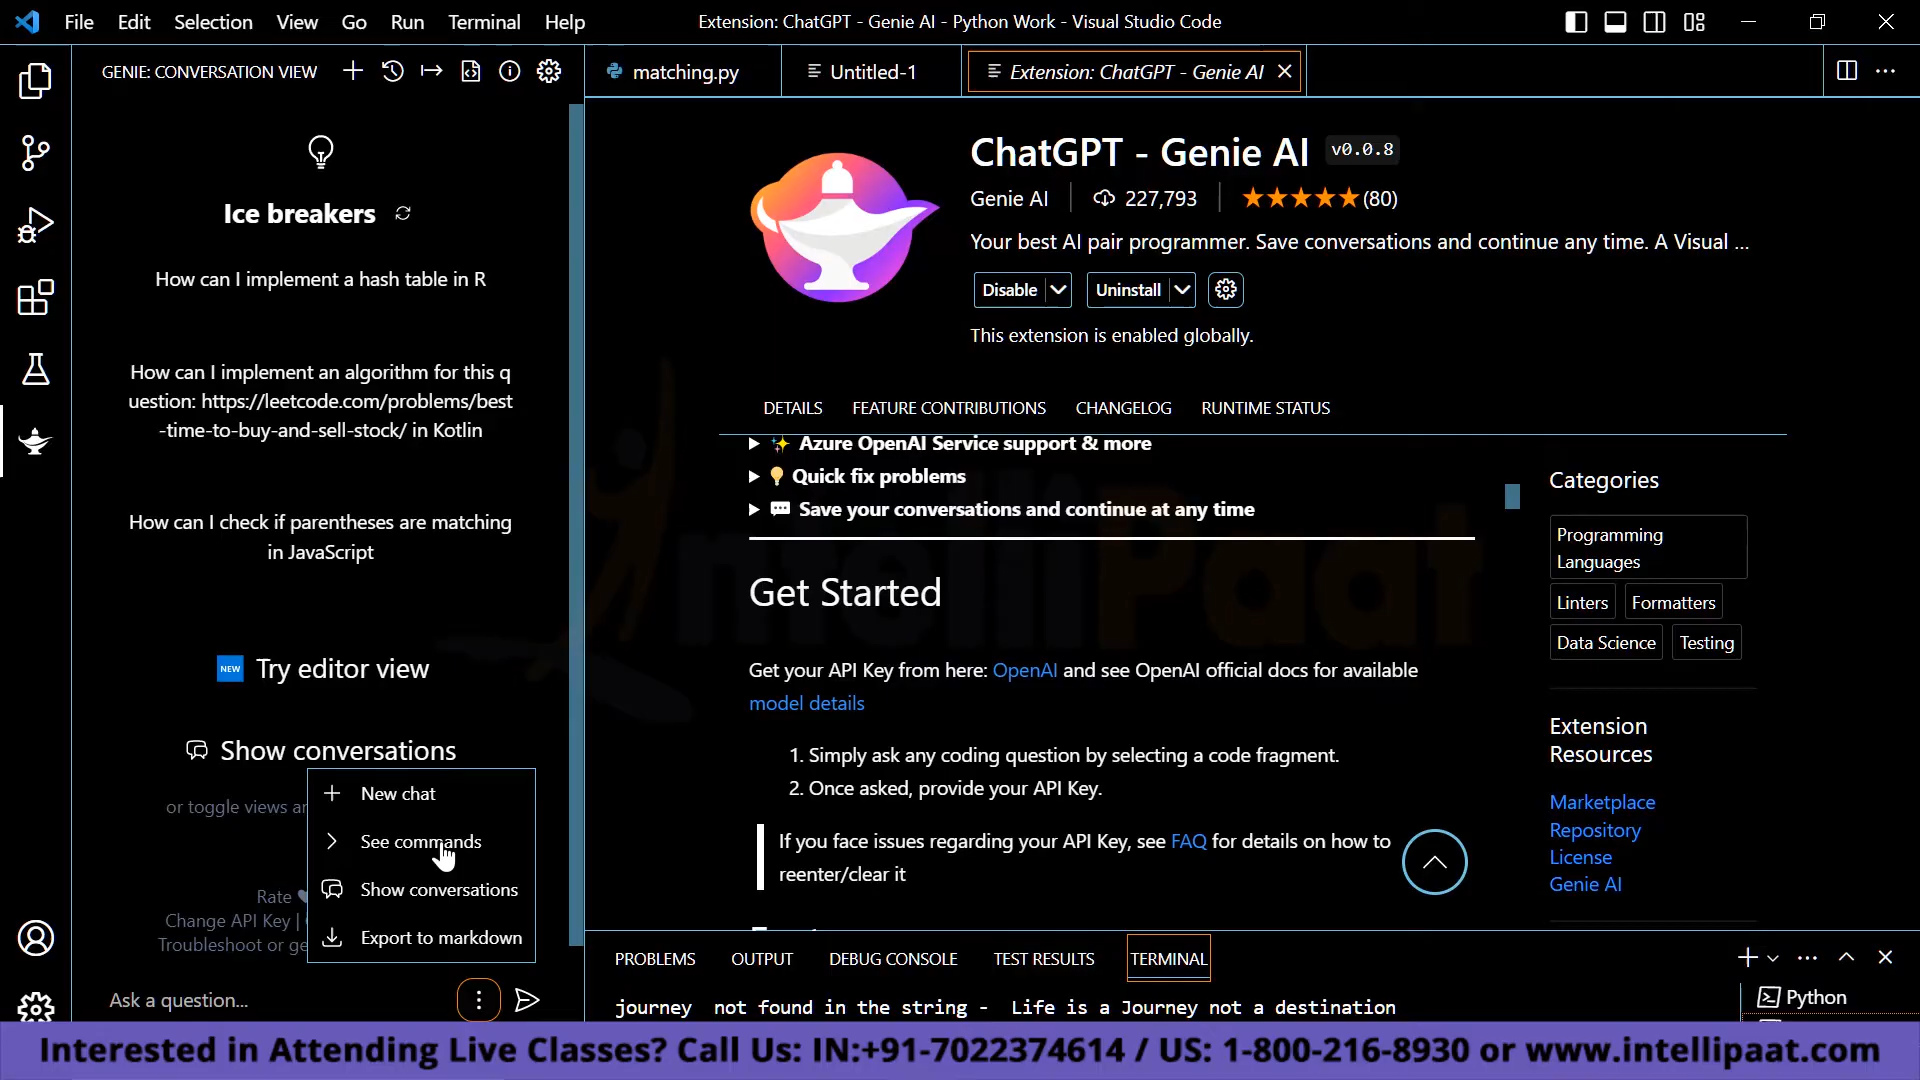 File Edit Selection View Go Run Terminal Help
Extension: ChatGPT - Genie AI - Python Work - Visual Studio Code
GENIE: CONVERSATION VIEW
matching.py
Untitled-1
Extension: ChatGPT - Genie AI
Ice breakers
How can I implement a hash table in R
How can I implement an algorithm for this q
uestion: https://leetcode.com/problems/best
-time-to-buy-and-sell-stock/ in Kotlin
How can I check if parentheses are matching
in JavaScript
NEW Try editor view
Show conversations
or toggle views
New chat
See commands
Show conversations
Export to markdown
Rate
Change API Key |
Troubleshoot or
Ask a question...
ChatGPT - Genie AI v0.0.8
Genie AI 227,793 (80)
Your best AI pair programmer. Save conversations and continue any time. A Visual ...
Disable Uninstall
This extension is enabled globally.
DETAILS FEATURE CONTRIBUTIONS CHANGELOG RUNTIME STATUS
Azure OpenAI Service support & more
Quick fix problems
Save your conversations and continue at any time
Get Started
Get your API Key from here: OpenAI and see OpenAI official docs for available
model details
1. Simply ask any coding question by selecting a code fragment.
2. Once asked, provide your API Key.
If you face issues regarding your API Key, see FAQ for details on how to
reenter/clear it
Categories
Programming
Languages
Linters Formatters
Data Science Testing
Extension
Resources
Marketplace
Repository
License
Genie AI
IntelliPaat
PROBLEMS OUTPUT DEBUG CONSOLE TEST RESULTS TERMINAL
journey not found in the string - Life is a Journey not a destination
Python
Interested in Attending Live Classes? Call Us: IN:+91-7022374614 / US: 1-800-216-8930 or www.intellipaat.com